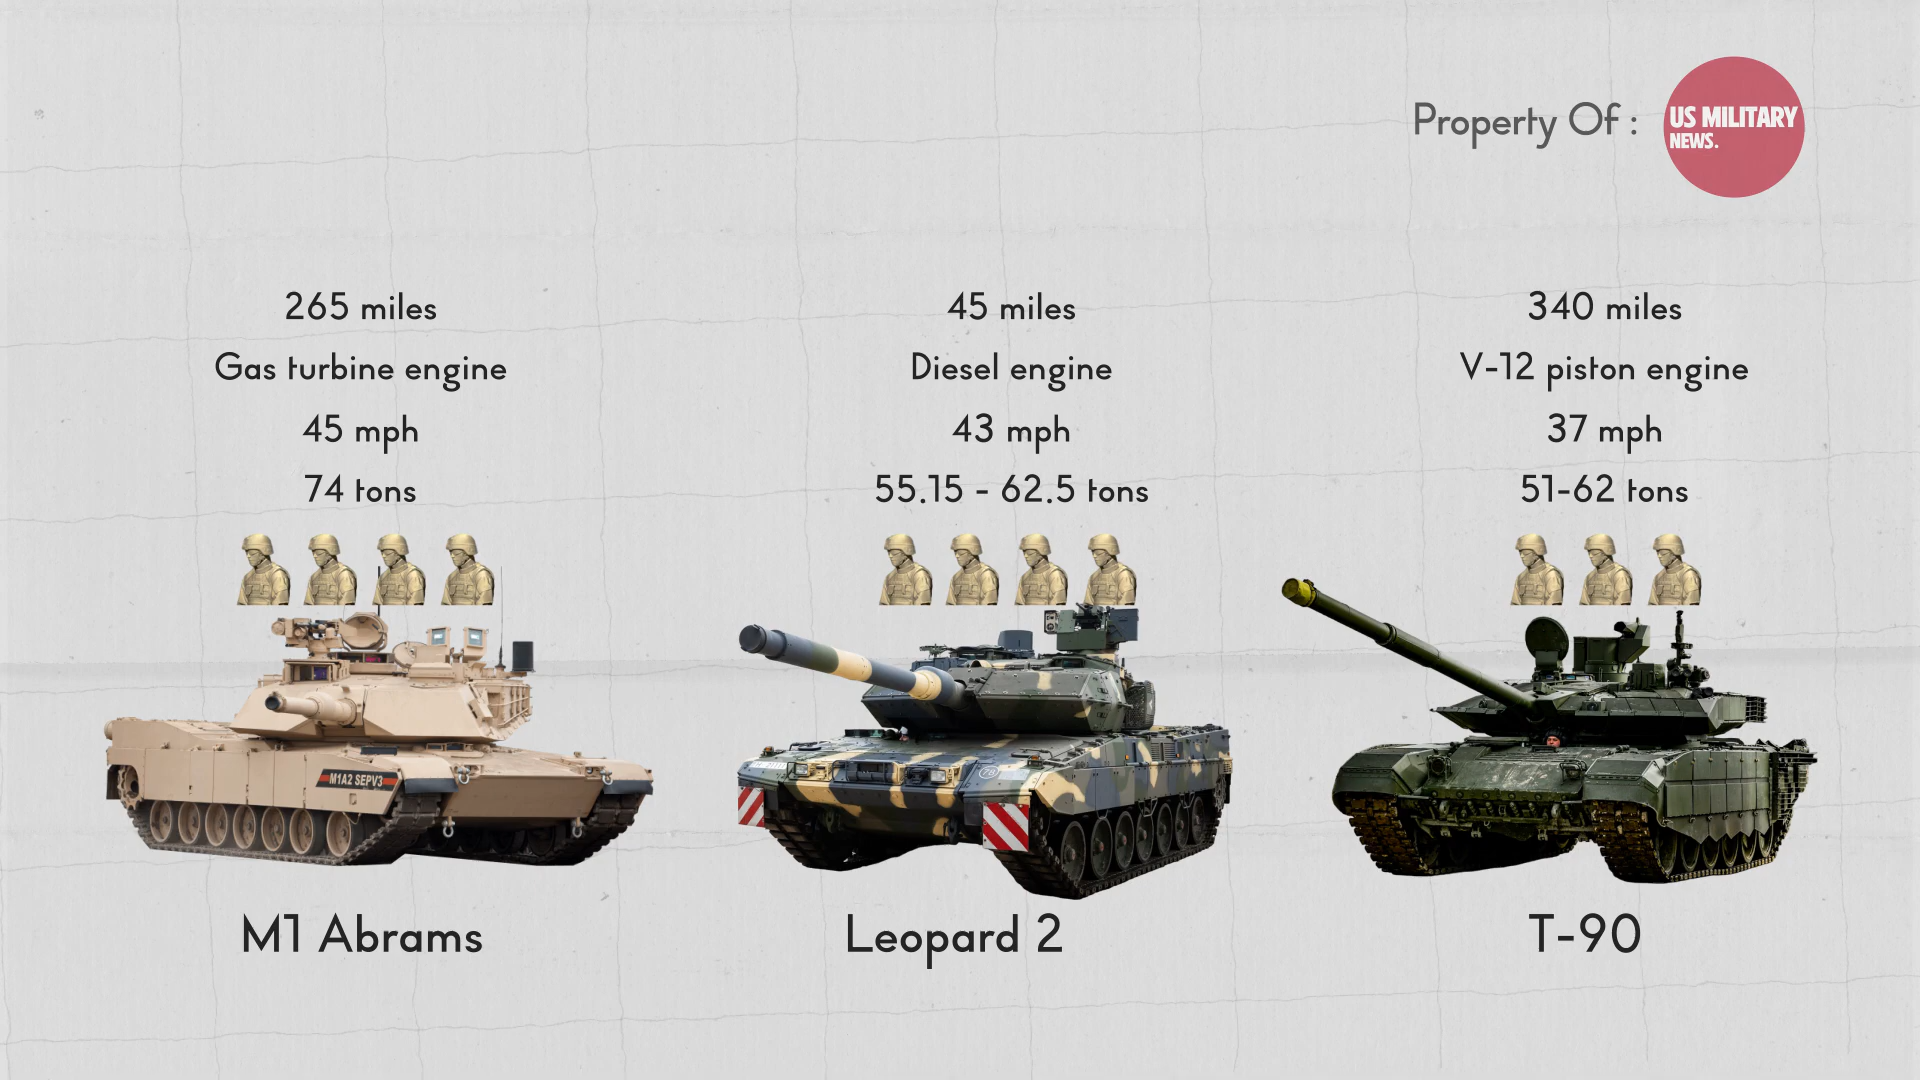 Property Of :
US MILITARY
NEWS.
265 miles
Gas turbine engine
45 mph
74 tons
45 miles
Diesel engine
43 mph
55.15 - 62.5 tons
340 miles
V-12 piston engine
37 mph
51-62 tons
M1A2 SEPV3
78
M1 Abrams
Leopard 2
T-90